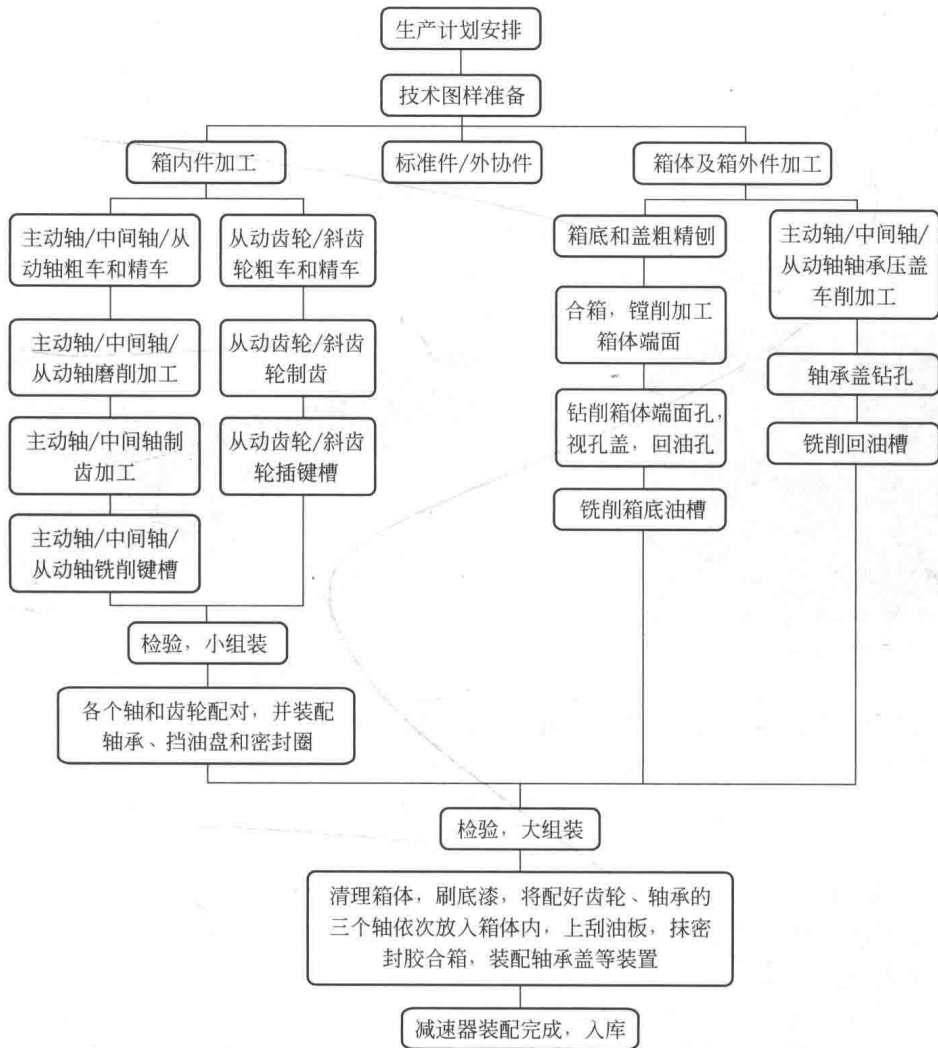 生产计划安排
技术图样准备
箱内件加工
标准件/外协件
箱体及箱外件加工
主动轴/中间轴/从
动轴粗车和精车
从动齿轮/斜齿
轮粗车和精车
箱底和盖粗精刨
主动轴/中间轴/
从动轴轴承压盖
车削加工
主动轴/中间轴/
从动轴磨削加工
从动齿轮/斜齿
轮制齿
合箱，镗削加工
箱体端面
轴承盖钻孔
主动轴/中间轴制
齿加工
从动齿轮/斜齿
轮插键槽
钻削箱体端面孔，
视孔盖，回油孔
铣削回油槽
主动轴/中间轴/
从动轴铣削键槽
铣削箱底油槽
检验，小组装
各个轴和齿轮配对，并装配
轴承、挡油盘和密封圈
检验，大组装
清理箱体，刷底漆，将配好齿轮、轴承的
三个轴依次放入箱体内，上刮油板，抹密
封胶合箱，装配轴承盖等装置
减速器装配完成，入库